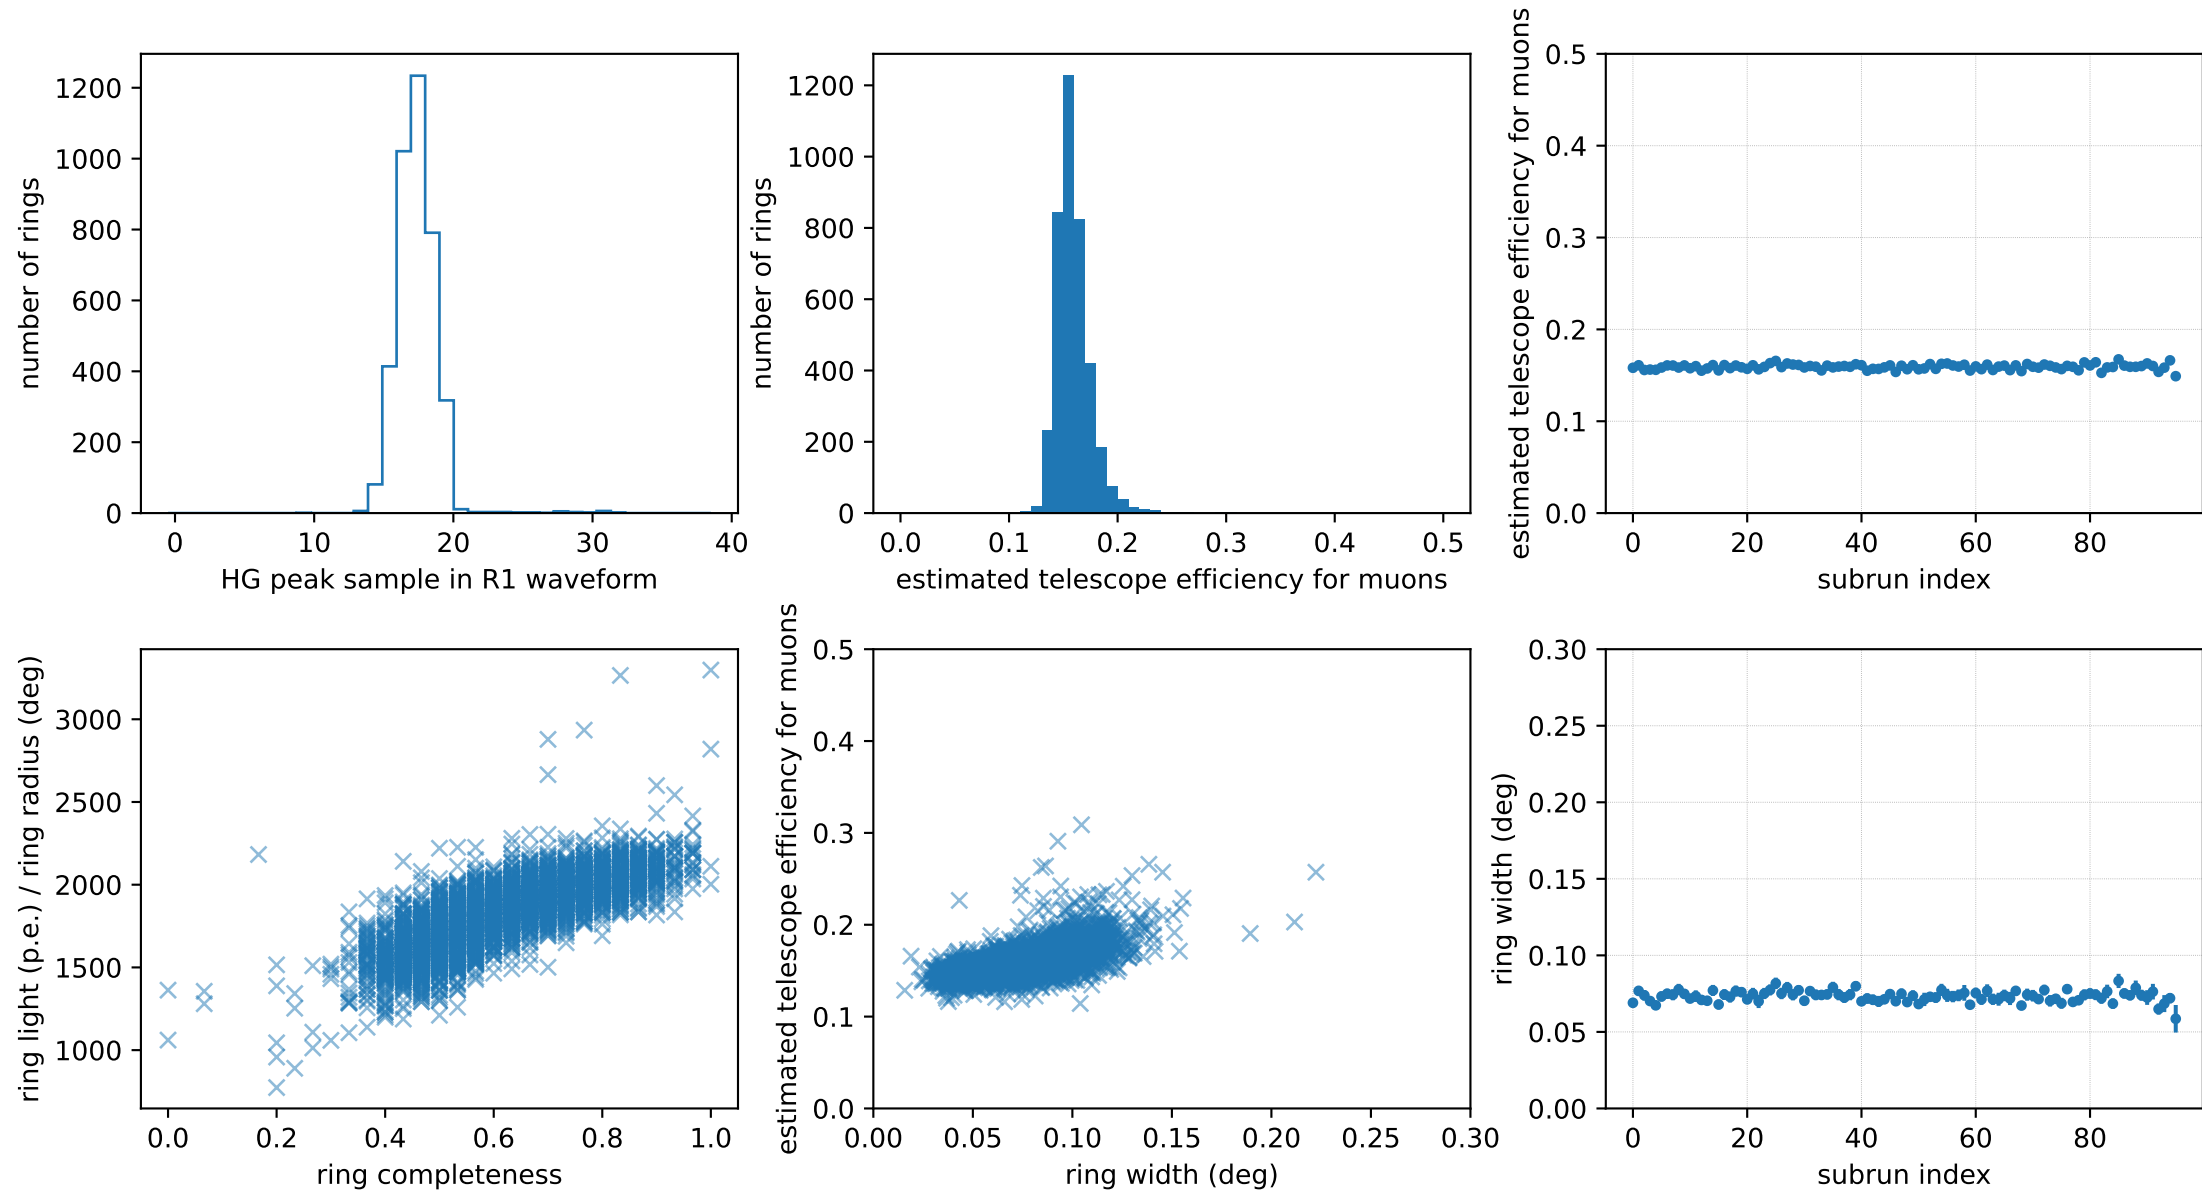 number of rings
1200
1000
800
600
400
200
0
0 10 20 30 40
HG peak sample in R1 waveform
number of rings
1200
1000
800
600
400
200
0
0.0 0.1 0.2 0.3 0.4 0.5
estimated telescope efficiency for muons
estimated telescope efficiency for muons
0.5
0.4
0.3
0.2
0.1
0.0
0 20 40 60 80
subrun index
ring light (p.e.) / ring radius (deg)
3000
2500
2000
1500
1000
0.0 0.2 0.4 0.6 0.8 1.0
ring completeness
estimated telescope efficiency for muons
0.5
0.4
0.3
0.2
0.1
0.0
0.00 0.05 0.10 0.15 0.20 0.25 0.30
ring width (deg)
ring width (deg)
0.30
0.25
0.20
0.15
0.10
0.05
0.00
0 20 40 60 80
subrun index